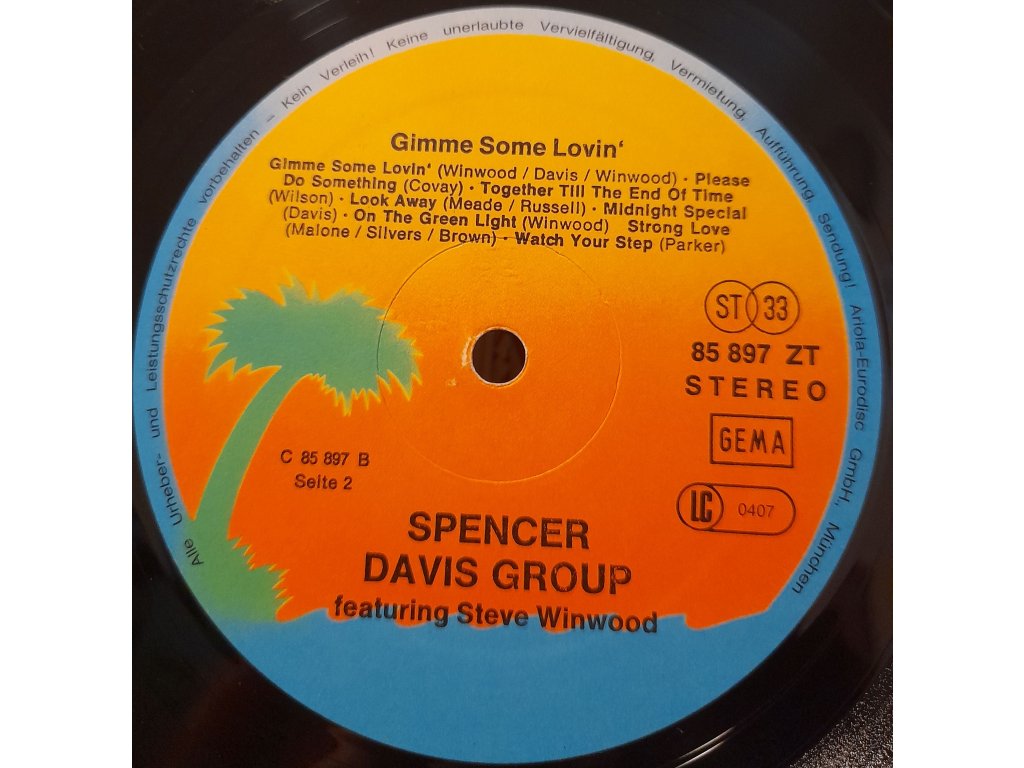 Alle Urheber- und Leistungsschutzrechte vorbehalten – Kein Verleih! Keine unerlaubte Vervielfältigung, Vermietung, Aufführung, Sendung! Ariola-Eurodisc GmbH, München
Gimme Some Lovin‘
Gimme Some Lovin‘ (Winwood / Davis / Winwood) · Please
Do Something (Covay) · Together Till The End Of Time
(Wilson) · Look Away (Meade / Russell) · Midnight Special
(Davis) · On The Green Light (Winwood) Strong Love
(Malone / Silvers / Brown) · Watch Your Step (Parker)
ST 33
85 897 ZT
STEREO
GEMA
LC 0407
C 85 897 B
Seite 2
SPENCER
DAVIS GROUP
featuring Steve Winwood